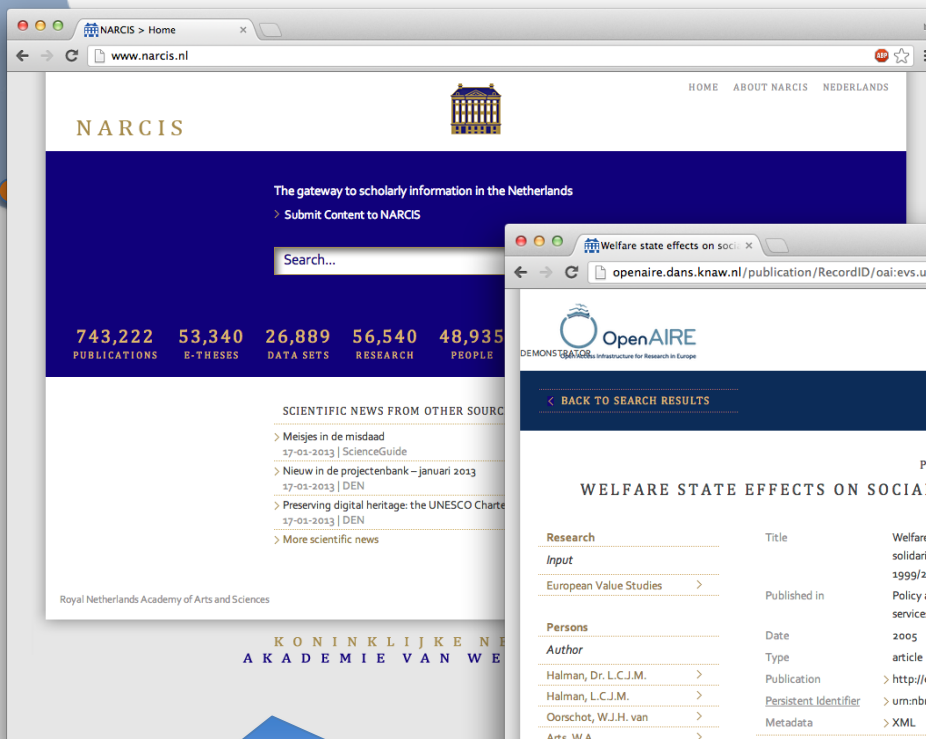 NARCIS > Home
www.narcis.nl
ABP
HOME ABOUT NARCIS NEDERLANDS
NARCIS
The gateway to scholarly information in the Netherlands
> Submit Content to NARCIS
Search...
743,222 53,340 26,889 56,540 48,935
PUBLICATIONS E-THESES DATA SETS RESEARCH PEOPLE
SCIENTIFIC NEWS FROM OTHER SOURC
> Meisjes in de misdaad
17-01-2013 | ScienceGuide
> Nieuw in de projectenbank – januari 2013
17-01-2013 | DEN
> Preserving digital heritage: the UNESCO Charte
17-01-2013 | DEN
> More scientific news
Royal Netherlands Academy of Arts and Sciences
KONINKLIJKE NE
AKADEMIE VAN WE
Welfare state effects on soci
openaire.dans.knaw.nl/publication/RecordID/oai:evs.u
OpenAIRE
DEMONSTRATOR
Open Access Infrastructure for Research in Europe
< BACK TO SEARCH RESULTS
P
WELFARE STATE EFFECTS ON SOCIA
Research
Input
European Value Studies >
Persons
Author
Halman, Dr. L.C.J.M. >
Halman, L.C.J.M. >
Oorschot, W.J.H. van >
Arts, W.A. >
Title Welfare
solidari
1999/2
Published in Policy a
service
Date 2005
Type article
Publication > http://
Persistent Identifier > urn:nb
Metadata > XML